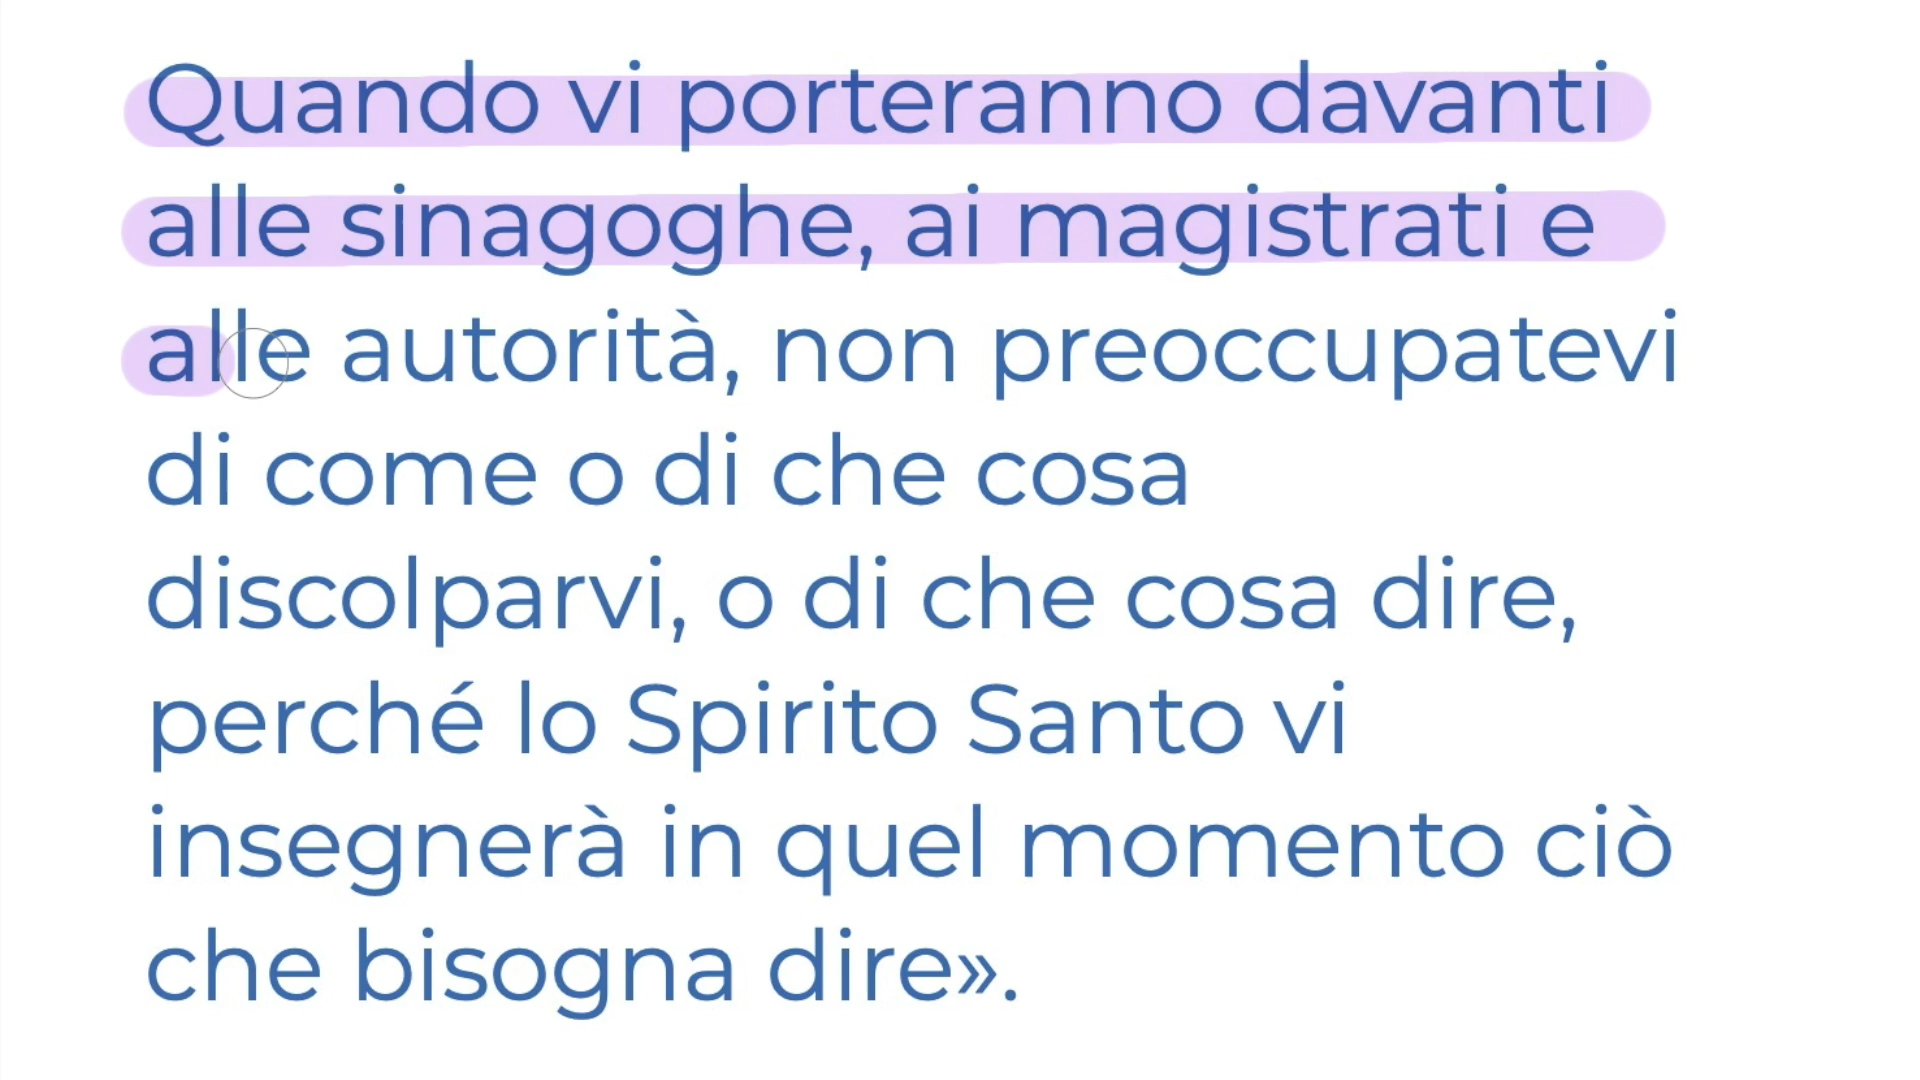 Quando vi porteranno davanti
alle sinagoghe, ai magistrati e
alle autorità, non preoccupatevi
di come o di che cosa
discolparvi, o di che cosa dire,
perché lo Spirito Santo vi
insegnerà in quel momento ciò
che bisogna dire».